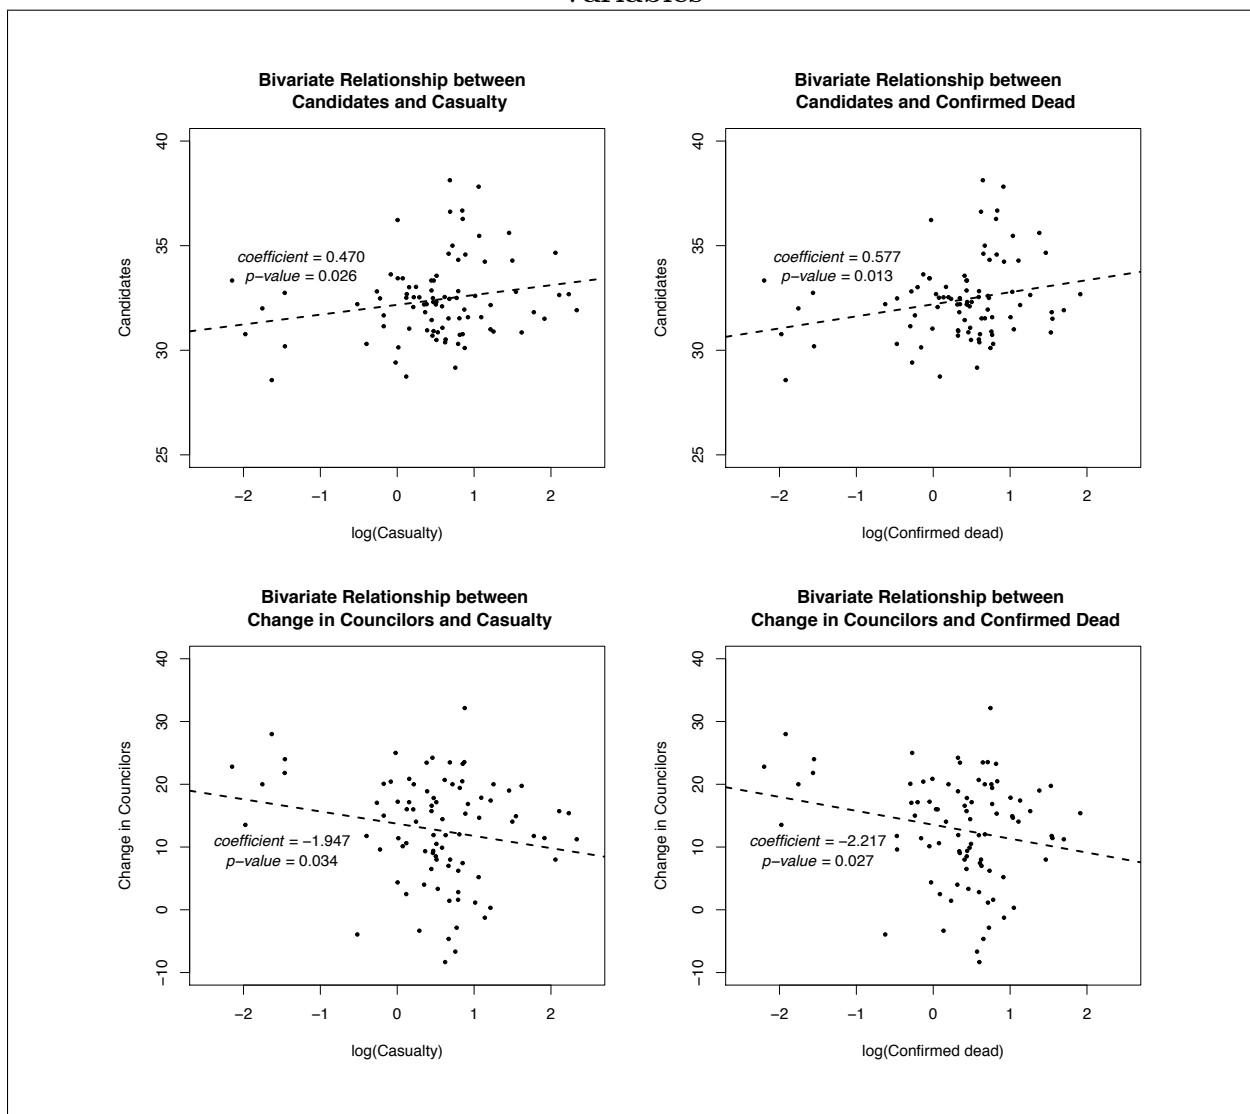 Bivariate Relationship between
Candidates and Casualty
40
35
30
25
Candidates
coefficient = 0.470
p−value = 0.026
−2 −1 0 1 2
log(Casualty)
Bivariate Relationship between
Candidates and Confirmed Dead
40
35
30
25
Candidates
coefficient = 0.577
p−value = 0.013
−2 −1 0 1 2
log(Confirmed dead)
Bivariate Relationship between
Change in Councilors and Casualty
40
30
20
10
0
−10
Change in Councilors
coefficient = −1.947
p−value = 0.034
−2 −1 0 1 2
log(Casualty)
Bivariate Relationship between
Change in Councilors and Confirmed Dead
40
30
20
10
0
−10
Change in Councilors
coefficient = −2.217
p−value = 0.027
−2 −1 0 1 2
log(Confirmed dead)